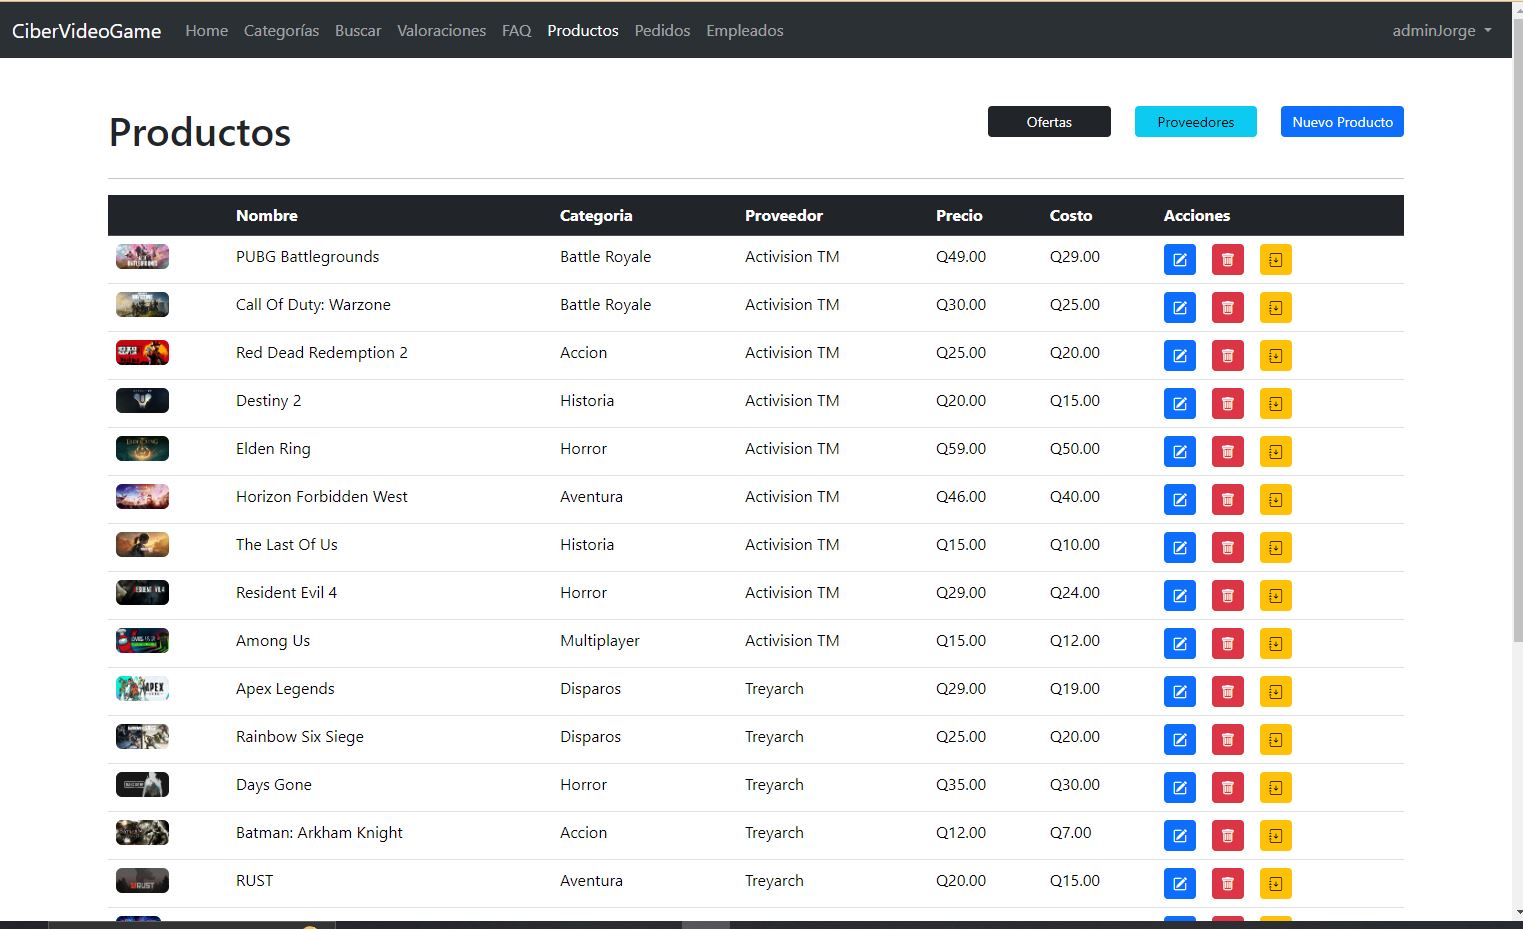 CiberVideoGame Home Categorías Buscar Valoraciones FAQ Productos Pedidos Empleados adminJorge
Productos Ofertas Proveedores Nuevo Producto
Nombre Categoria Proveedor Precio Costo Acciones
PUBG Battlegrounds Battle Royale Activision TM Q49.00 Q29.00
Call Of Duty: Warzone Battle Royale Activision TM Q30.00 Q25.00
Red Dead Redemption 2 Accion Activision TM Q25.00 Q20.00
Destiny 2 Historia Activision TM Q20.00 Q15.00
Elden Ring Horror Activision TM Q59.00 Q50.00
Horizon Forbidden West Aventura Activision TM Q46.00 Q40.00
The Last Of Us Historia Activision TM Q15.00 Q10.00
Resident Evil 4 Horror Activision TM Q29.00 Q24.00
Among Us Multiplayer Activision TM Q15.00 Q12.00
APEX Apex Legends Disparos Treyarch Q29.00 Q19.00
Rainbow Six Siege Disparos Treyarch Q25.00 Q20.00
Days Gone Horror Treyarch Q35.00 Q30.00
Batman: Arkham Knight Accion Treyarch Q12.00 Q7.00
RUST RUST Aventura Treyarch Q20.00 Q15.00